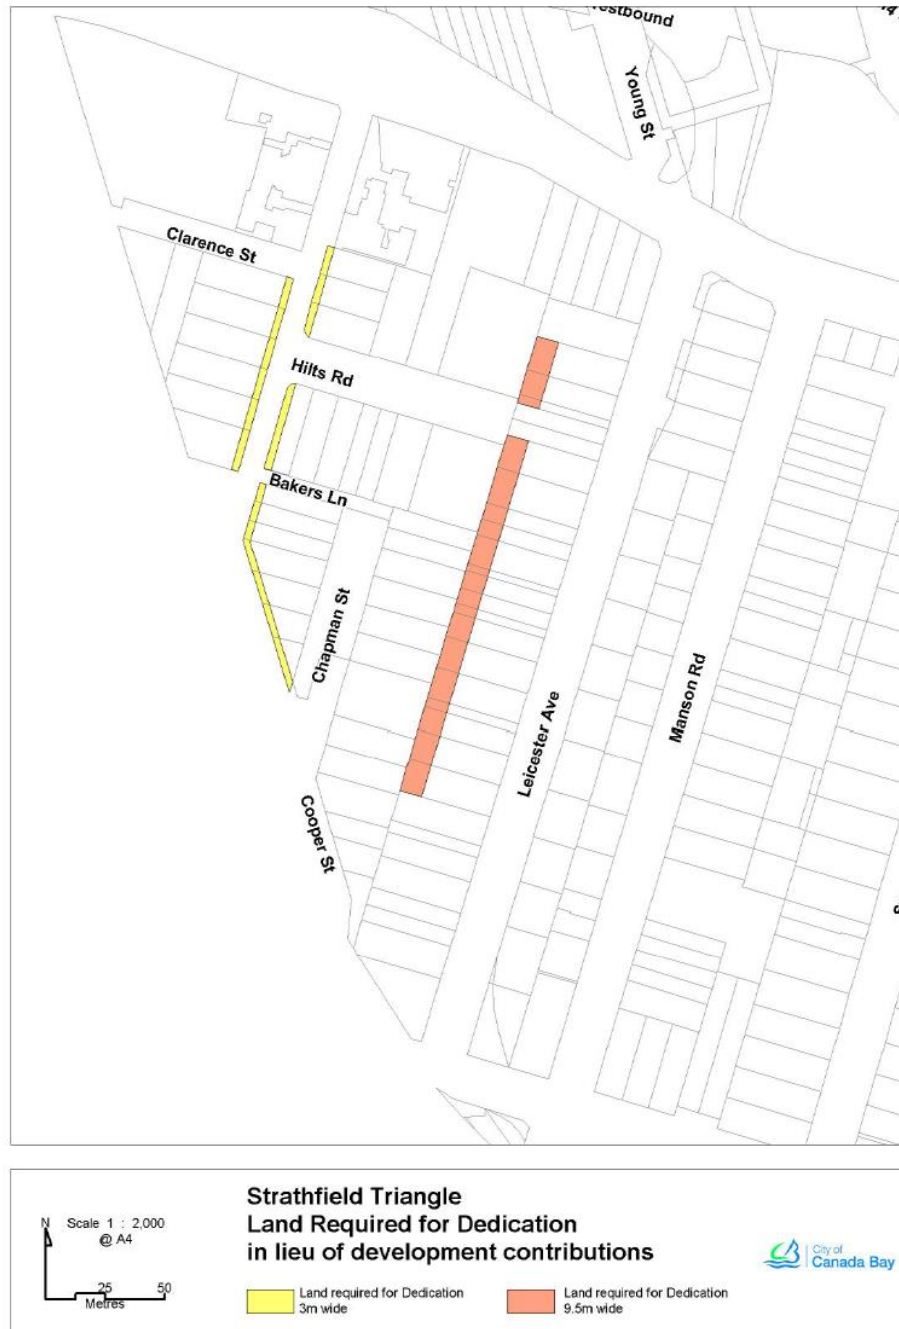 Young St
Clarence St
Hilts Rd
Bakers Ln
Chapman St
Leicester Ave
Manson Rd
Cooper St
Strathfield Triangle
Land Required for Dedication
in lieu of development contributions
N
Scale 1 : 2,000
@ A4
25 50
Metres
Land required for Dedication
3m wide
Land required for Dedication
9.5m wide
City of
Canada Bay